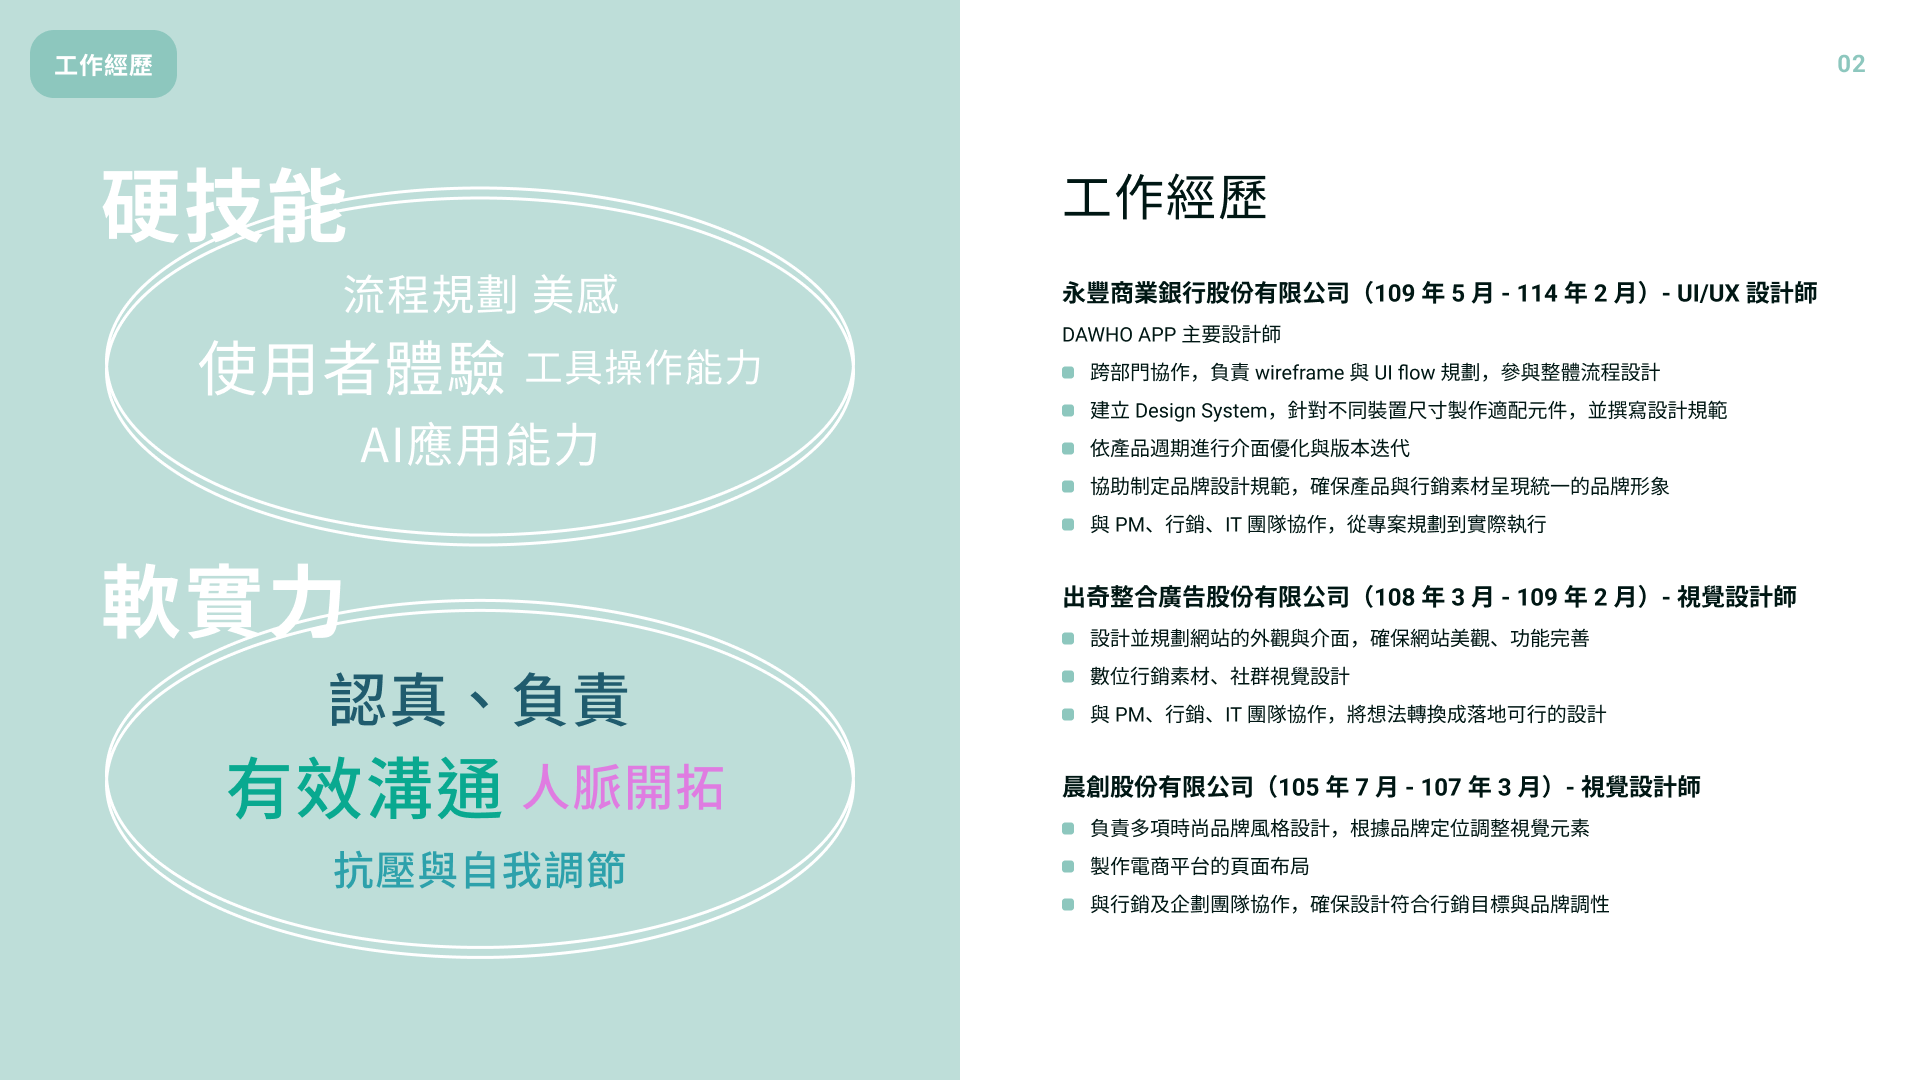 工作經歷
02
硬技能
流程規劃 美感
使用者體驗 工具操作能力
AI應用能力
軟實力
認真、負責
有效溝通 人脈開拓
抗壓與自我調節
工作經歷
永豐商業銀行股份有限公司（109 年 5 月 - 114 年 2 月）- UI/UX 設計師
DAWHO APP 主要設計師
跨部門協作，負責 wireframe 與 UI flow 規劃，參與整體流程設計
建立 Design System，針對不同裝置尺寸製作適配元件，並撰寫設計規範
依產品週期進行介面優化與版本迭代
協助制定品牌設計規範，確保產品與行銷素材呈現統一的品牌形象
與 PM、行銷、IT 團隊協作，從專案規劃到實際執行
出奇整合廣告股份有限公司（108 年 3 月 - 109 年 2 月）- 視覺設計師
設計並規劃網站的外觀與介面，確保網站美觀、功能完善
數位行銷素材、社群視覺設計
與 PM、行銷、IT 團隊協作，將想法轉換成落地可行的設計
晨創股份有限公司（105 年 7 月 - 107 年 3 月）- 視覺設計師
負責多項時尚品牌風格設計，根據品牌定位調整視覺元素
製作電商平台的頁面布局
與行銷及企劃團隊協作，確保設計符合行銷目標與品牌調性